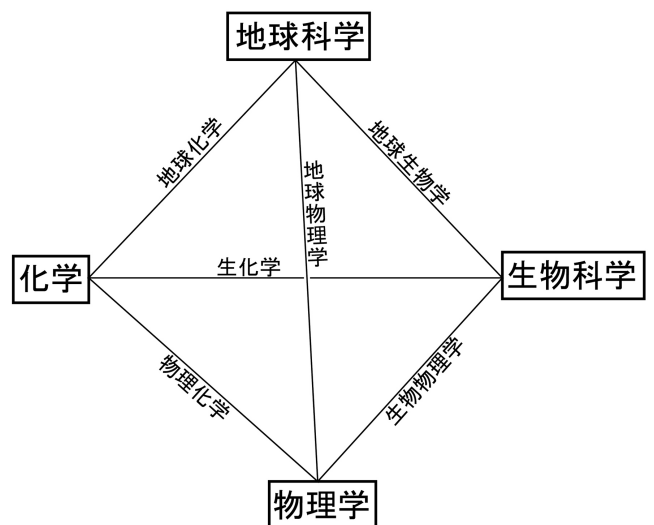 地球科学
地球化学
地球生物学
地球物理学
生化学
化学
生物科学
物理化学
生物物理学
物理学